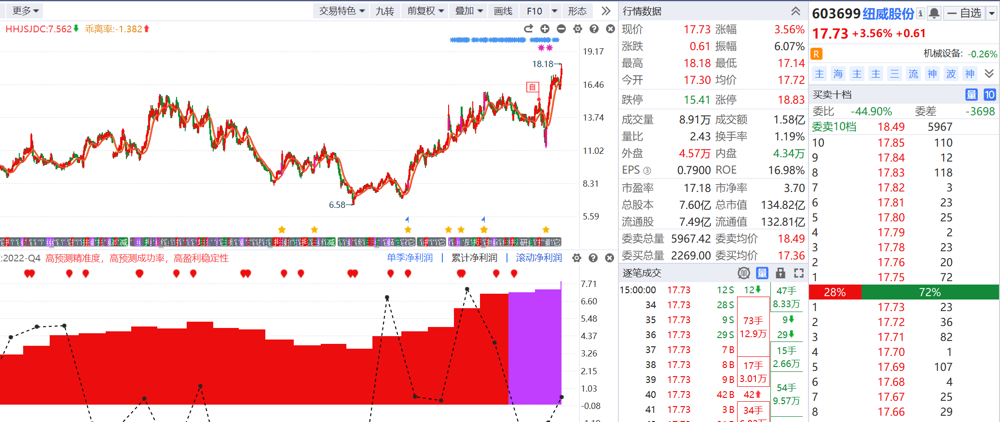 更多
交易特色 九转 前复权 叠加 画线 F10 形态
HHJSJDC:7.562 乖离率:-1.382
19.17
18.18
自
16.46
13.74
11.02
8.31
6.58
5.59
:2022-Q4 高预测精准度，高预测成功率，高盈利稳定性
单季净利润 | 累计净利润 | 滚动净利润
7.71
6.60
5.48
4.37
3.26
2.15
1.03
-0.08
行情数据
现价 17.73 涨幅 3.56%
涨跌 0.61 振幅 6.07%
最高 18.18 最低 17.14
今开 17.30 均价 17.72
跌停 15.41 涨停 18.83
成交量 8.91万 成交额 1.58亿
量比 2.43 换手率 1.19%
外盘 4.57万 内盘 4.34万
EPS ③ 0.7900 ROE 16.98%
市盈率 17.18 市净率 3.70
总股本 7.60亿 总市值 134.82亿
流通股 7.49亿 流通值 132.81亿
委卖总量 5967.42 委卖均价 18.49
委买总量 2269.00 委买均价 17.36
逐笔成交 单 量
15:00:00 17.73 12 S 12
34 17.73 28 S
35 17.73 9 S
36 17.73 29 S
37 17.73 7 B
38 17.73 8 B
39 17.73 9 B
40 17.73 42 B 42
41 17.73 3 B
73手
12.9万
17手
3.01万
34手
47手
8.33万
9
29
15手
2.66万
54手
9.57万
603699 纽威股份 自选
17.73 +3.56% +0.61
R 机械设备: -0.26%
主 海 主 主 三 流 神 波 神
买卖十档 量 10
委比 -44.90% 委差 -3698
委卖10档 18.49 5967
10 17.85 110
9 17.84 12
8 17.83 118
7 17.82 3
6 17.81 23
5 17.80 25
4 17.79 2
3 17.78 23
2 17.76 20
1 17.75 72
28% 72%
1 17.73 23
2 17.72 36
3 17.71 82
4 17.70 1
5 17.69 107
6 17.68 4
7 17.67 25
8 17.66 29